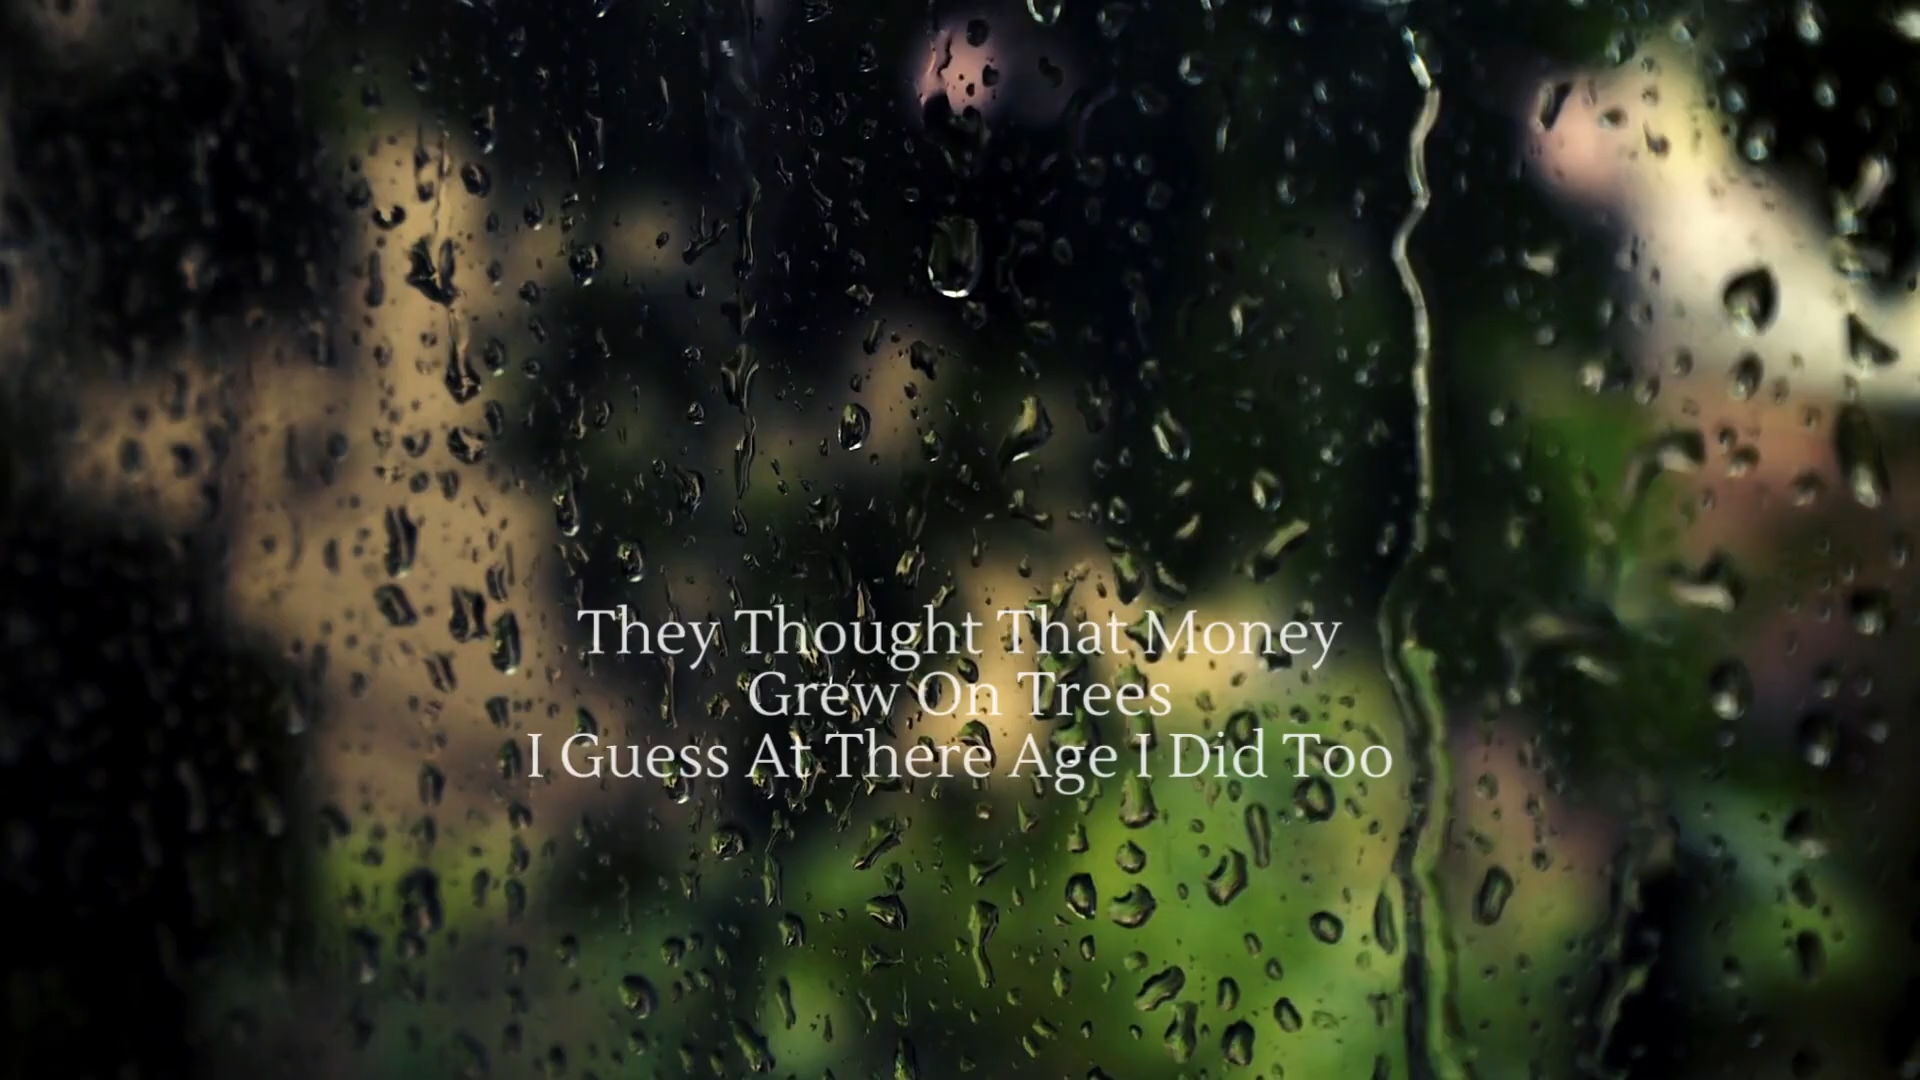 They Thought That Money
Grew On Trees
I Guess At There Age I Did Too